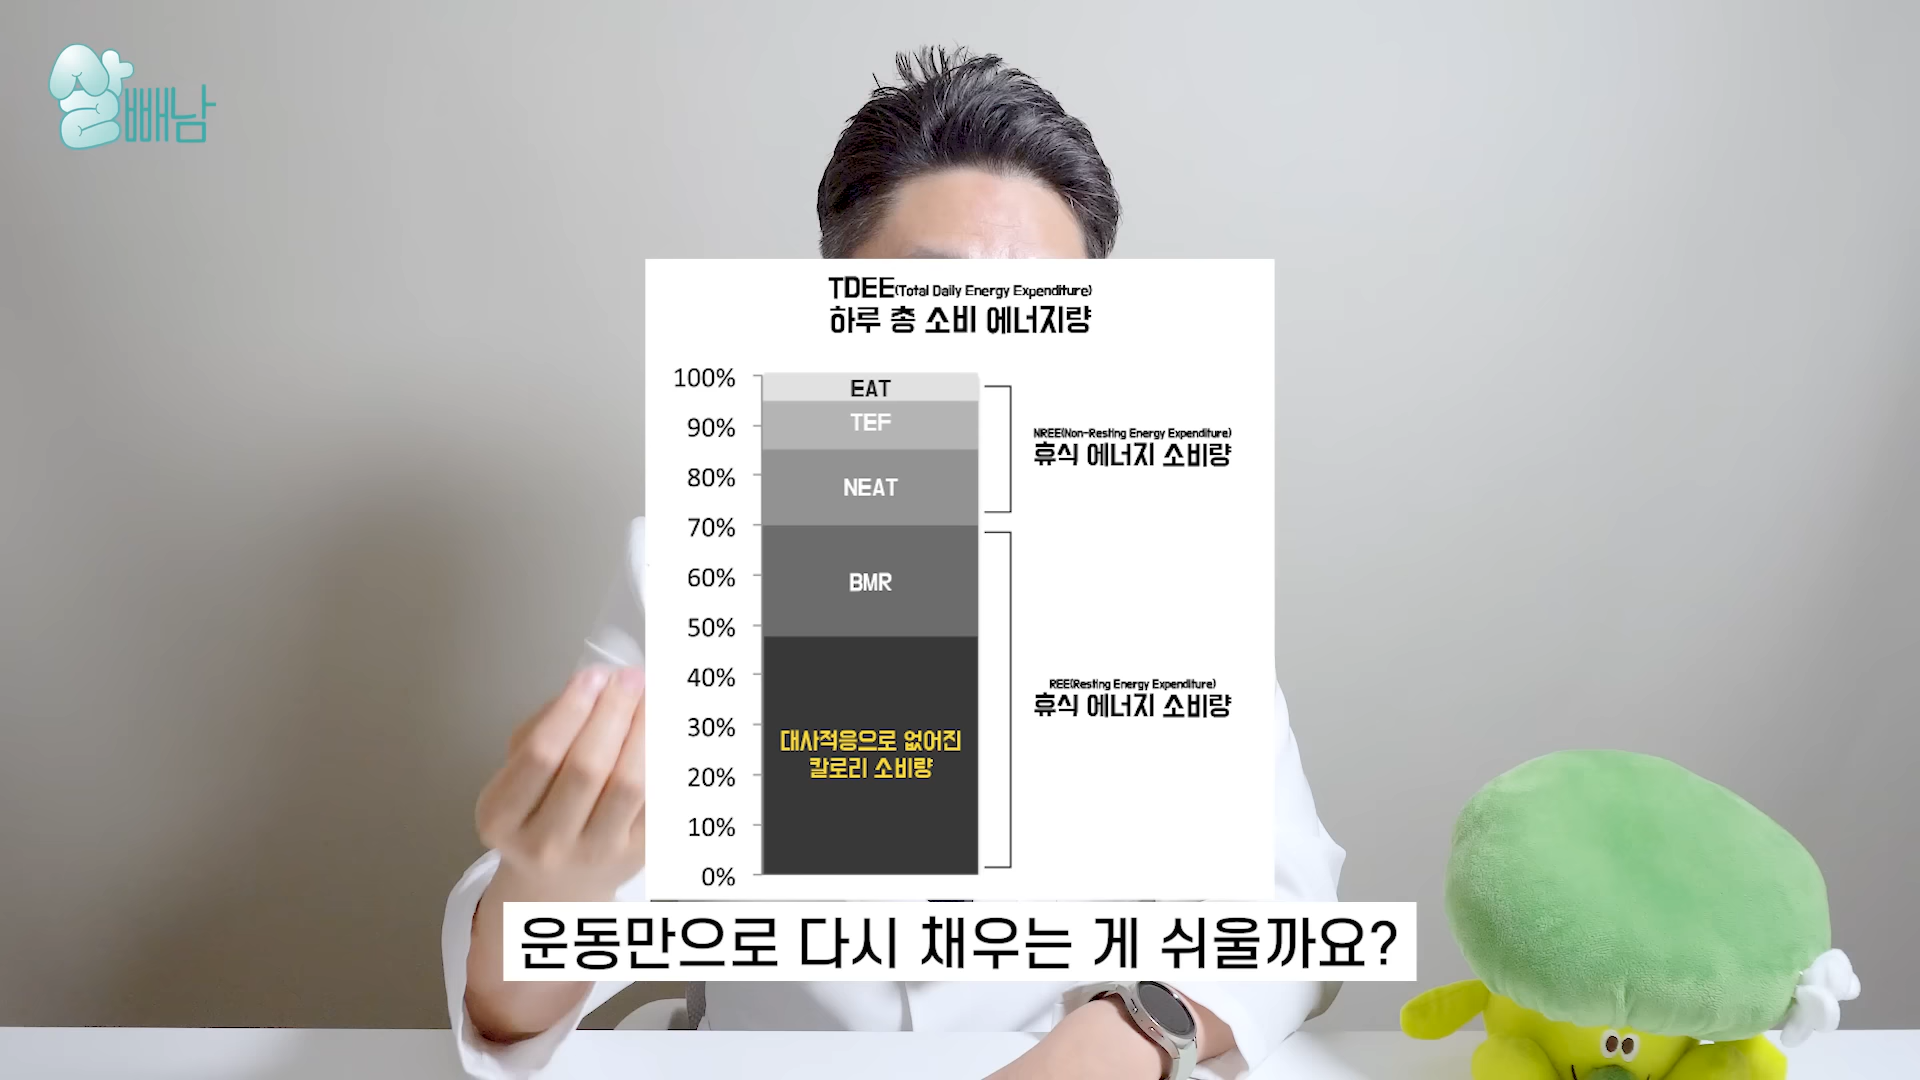 살빼남
TDEE(Total Daily Energy Expenditure)
하루 총 소비 에너지량
100%
90%
80%
70%
60%
50%
40%
30%
20%
10%
0%
EAT
TEF
NEAT
BMR
대사적응으로 없어진
칼로리 소비량
NREE(Non-Resting Energy Expenditure)
휴식 에너지 소비량
REE(Resting Energy Expenditure)
휴식 에너지 소비량
운동만으로 다시 채우는 게 쉬울까요?